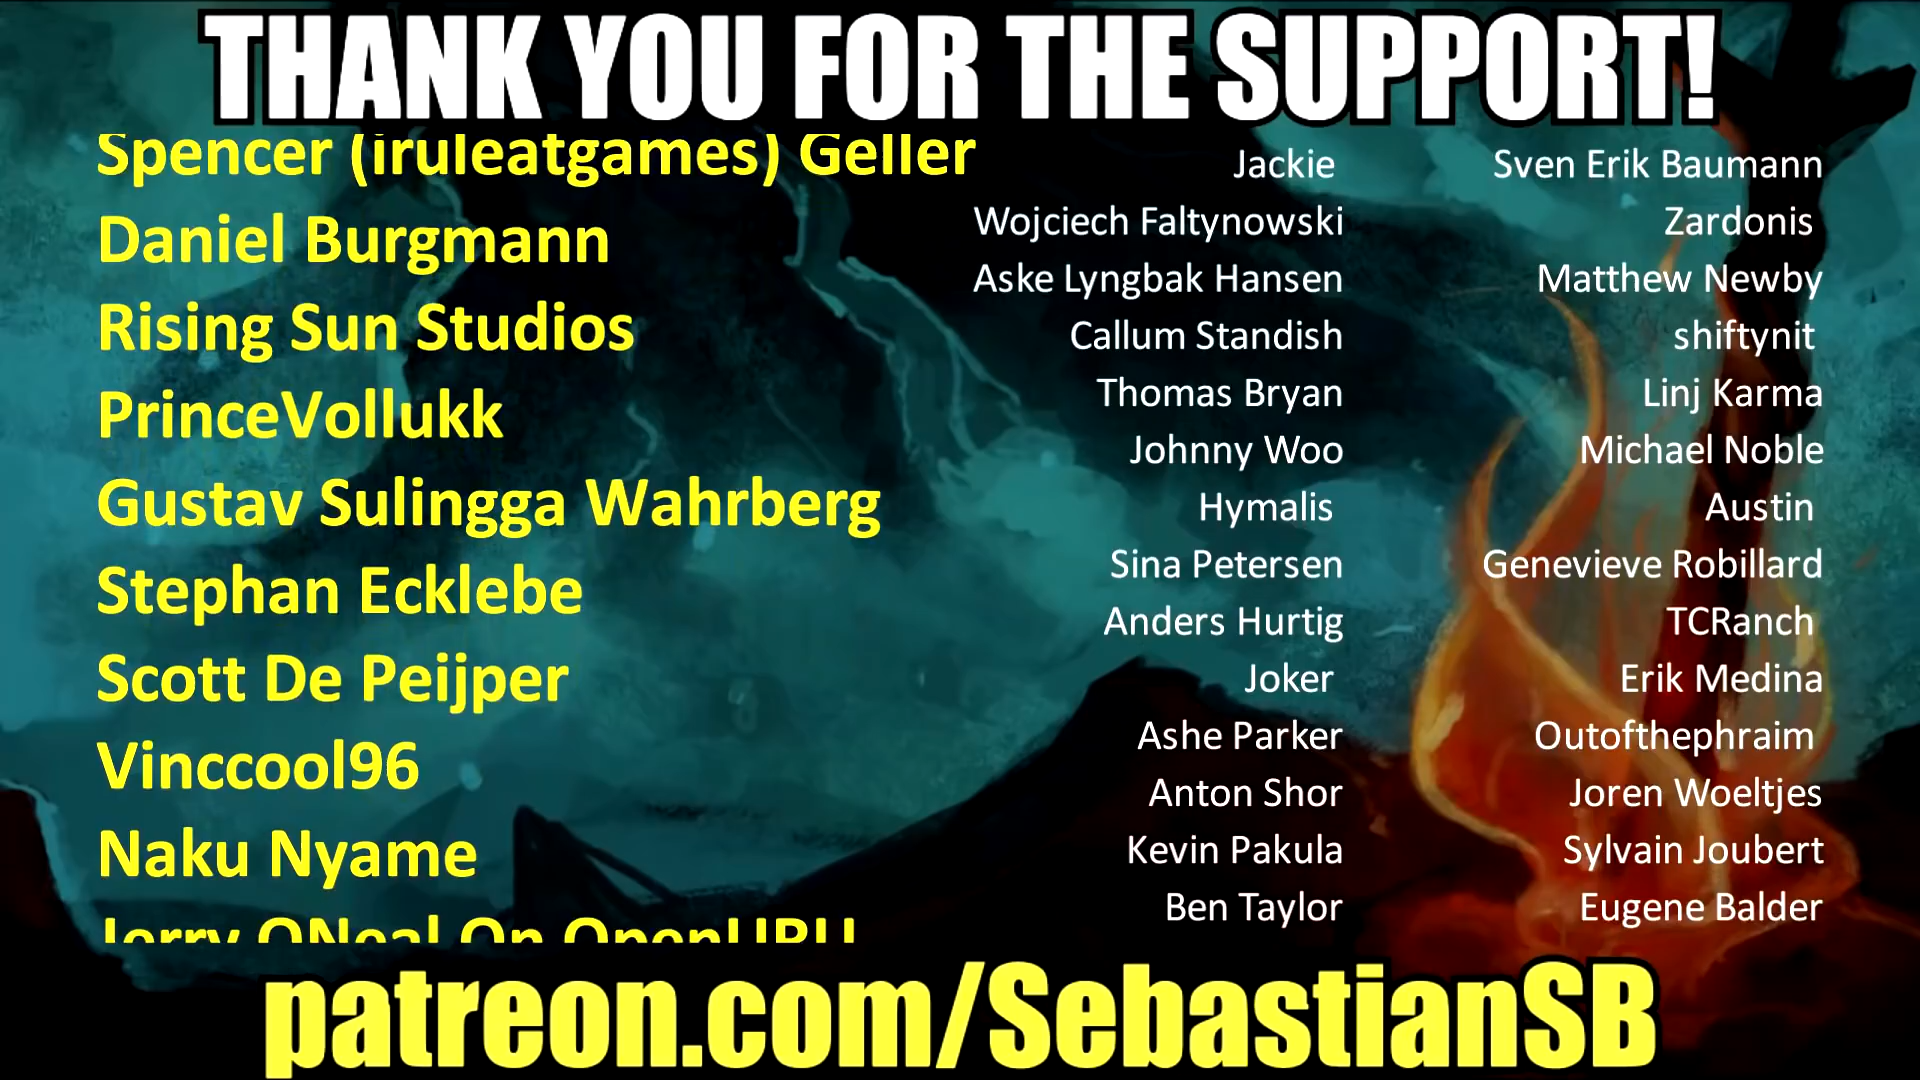 THANK YOU FOR THE SUPPORT!
Spencer (iruleatgames) Geller
Daniel Burgmann
Rising Sun Studios
PrinceVollukk
Gustav Sulingga Wahrberg
Stephan Ecklebe
Scott De Peijper
Vinccool96
Naku Nyame
Jerry ONeal On
Jackie
Wojciech Faltynowski
Aske Lyngbak Hansen
Callum Standish
Thomas Bryan
Johnny Woo
Hymalis
Sina Petersen
Anders Hurtig
Joker
Ashe Parker
Anton Shor
Kevin Pakula
Ben Taylor
Sven Erik Baumann
Zardonis
Matthew Newby
shiftynit
Linj Karma
Michael Noble
Austin
Genevieve Robillard
TCRanch
Erik Medina
Outofthephraim
Joren Woeltjes
Sylvain Joubert
Eugene Balder
patreon.com/SebastianSB